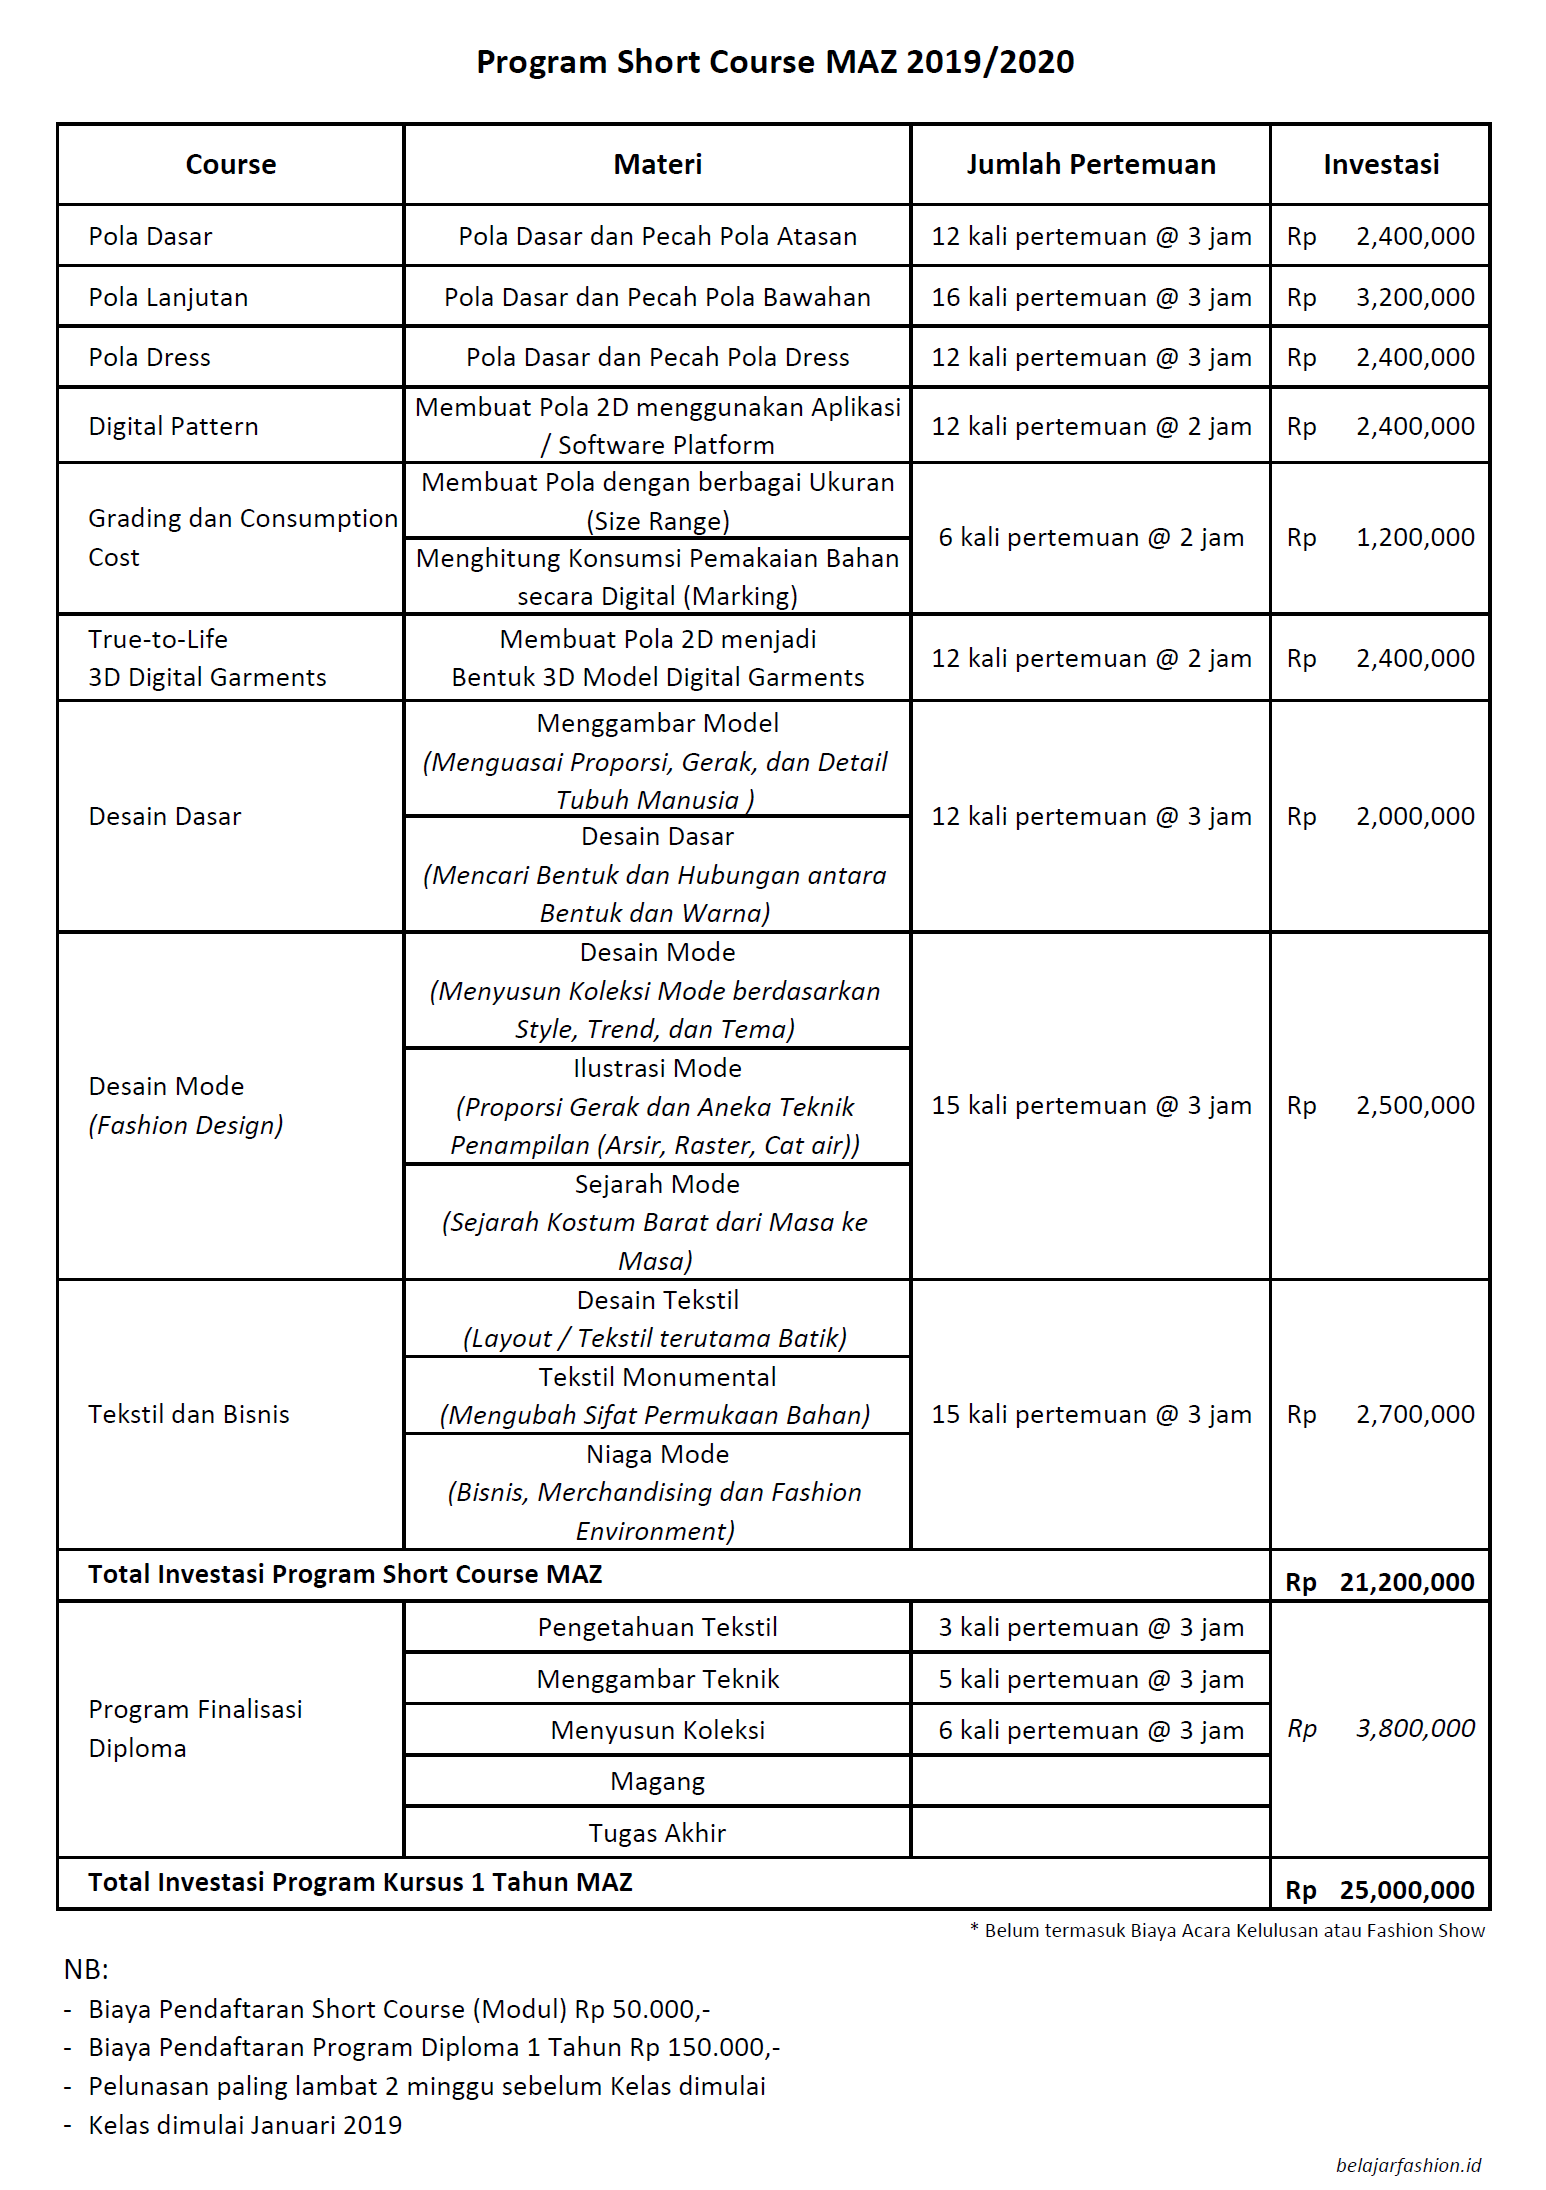 Program Short Course MAZ 2019/2020
Course Materi Jumlah Pertemuan Investasi
Pola Dasar Pola Dasar dan Pecah Pola Atasan 12 kali pertemuan @ 3 jam Rp 2,400,000
Pola Lanjutan Pola Dasar dan Pecah Pola Bawahan 16 kali pertemuan @ 3 jam Rp 3,200,000
Pola Dress Pola Dasar dan Pecah Pola Dress 12 kali pertemuan @ 3 jam Rp 2,400,000
Digital Pattern
Membuat Pola 2D menggunakan Aplikasi
/ Software Platform
12 kali pertemuan @ 2 jam Rp 2,400,000
Grading dan Consumption
Cost
Membuat Pola dengan berbagai Ukuran
(Size Range)
Menghitung Konsumsi Pemakaian Bahan
secara Digital (Marking)
6 kali pertemuan @ 2 jam Rp 1,200,000
True-to-Life
3D Digital Garments
Membuat Pola 2D menjadi
Bentuk 3D Model Digital Garments
12 kali pertemuan @ 2 jam Rp 2,400,000
Desain Dasar
Menggambar Model
(Menguasai Proporsi, Gerak, dan Detail
Tubuh Manusia )
Desain Dasar
(Mencari Bentuk dan Hubungan antara
Bentuk dan Warna)
12 kali pertemuan @ 3 jam Rp 2,000,000
Desain Mode
(Fashion Design)
Desain Mode
(Menyusun Koleksi Mode berdasarkan
Style, Trend, dan Tema)
Ilustrasi Mode
(Proporsi Gerak dan Aneka Teknik
Penampilan (Arsir, Raster, Cat air))
Sejarah Mode
(Sejarah Kostum Barat dari Masa ke
Masa)
15 kali pertemuan @ 3 jam Rp 2,500,000
Tekstil dan Bisnis
Desain Tekstil
(Layout / Tekstil terutama Batik)
Tekstil Monumental
(Mengubah Sifat Permukaan Bahan)
Niaga Mode
(Bisnis, Merchandising dan Fashion
Environment)
15 kali pertemuan @ 3 jam Rp 2,700,000
Total Investasi Program Short Course MAZ Rp 21,200,000
Program Finalisasi
Diploma
Pengetahuan Tekstil 3 kali pertemuan @ 3 jam
Menggambar Teknik 5 kali pertemuan @ 3 jam
Menyusun Koleksi 6 kali pertemuan @ 3 jam
Magang
Tugas Akhir
Rp 3,800,000
Total Investasi Program Kursus 1 Tahun MAZ Rp 25,000,000
* Belum termasuk Biaya Acara Kelulusan atau Fashion Show
NB:
- Biaya Pendaftaran Short Course (Modul) Rp 50.000,-
- Biaya Pendaftaran Program Diploma 1 Tahun Rp 150.000,-
- Pelunasan paling lambat 2 minggu sebelum Kelas dimulai
- Kelas dimulai Januari 2019
belajarfashion.id